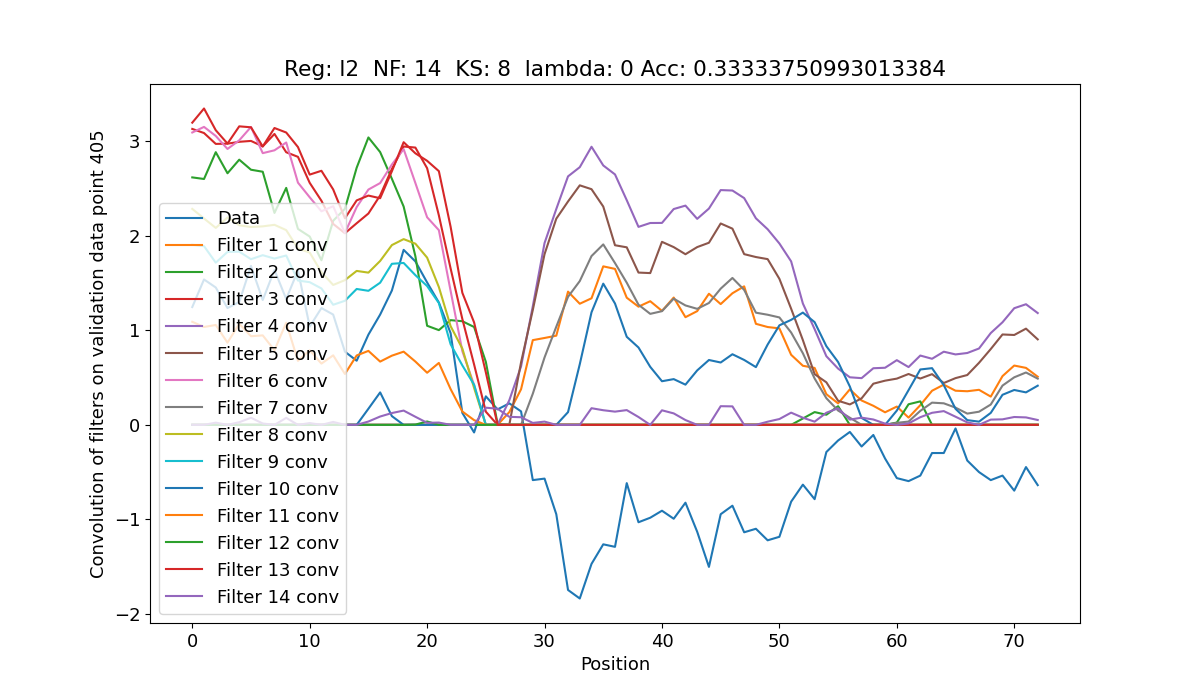 Reg: l2  NF: 14  KS: 8  lambda: 0 Acc: 0.33333750993013384
Convolution of filters on validation data point 405
3
2
1
0
−1
−2
Data
Filter 1 conv
Filter 2 conv
Filter 3 conv
Filter 4 conv
Filter 5 conv
Filter 6 conv
Filter 7 conv
Filter 8 conv
Filter 9 conv
Filter 10 conv
Filter 11 conv
Filter 12 conv
Filter 13 conv
Filter 14 conv
0 10 20 30 40 50 60 70
Position